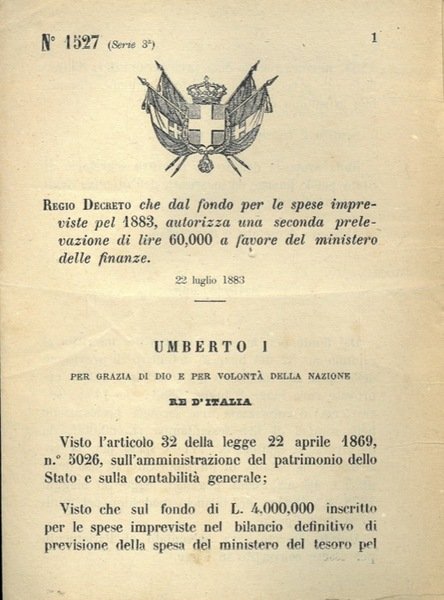 N° 1527 (Serie 3ª) 1
REGIO DECRETO che dal fondo per le spese impre-
viste pel 1883, autorizza una seconda prele-
vazione di lire 60,000 a favore del ministero
delle finanze.
22 luglio 1883
UMBERTO I
PER GRAZIA DI DIO E PER VOLONTÀ DELLA NAZIONE
RE D'ITALIA
Visto l'articolo 32 della legge 22 aprile 1869,
n.° 5026, sull'amministrazione del patrimonio dello
Stato e sulla contabilità generale;
Visto che sul fondo di L. 4,000,000 inscritto
per le spese impreviste nel bilancio definitivo di
previsione della spesa del ministero del tesoro pel